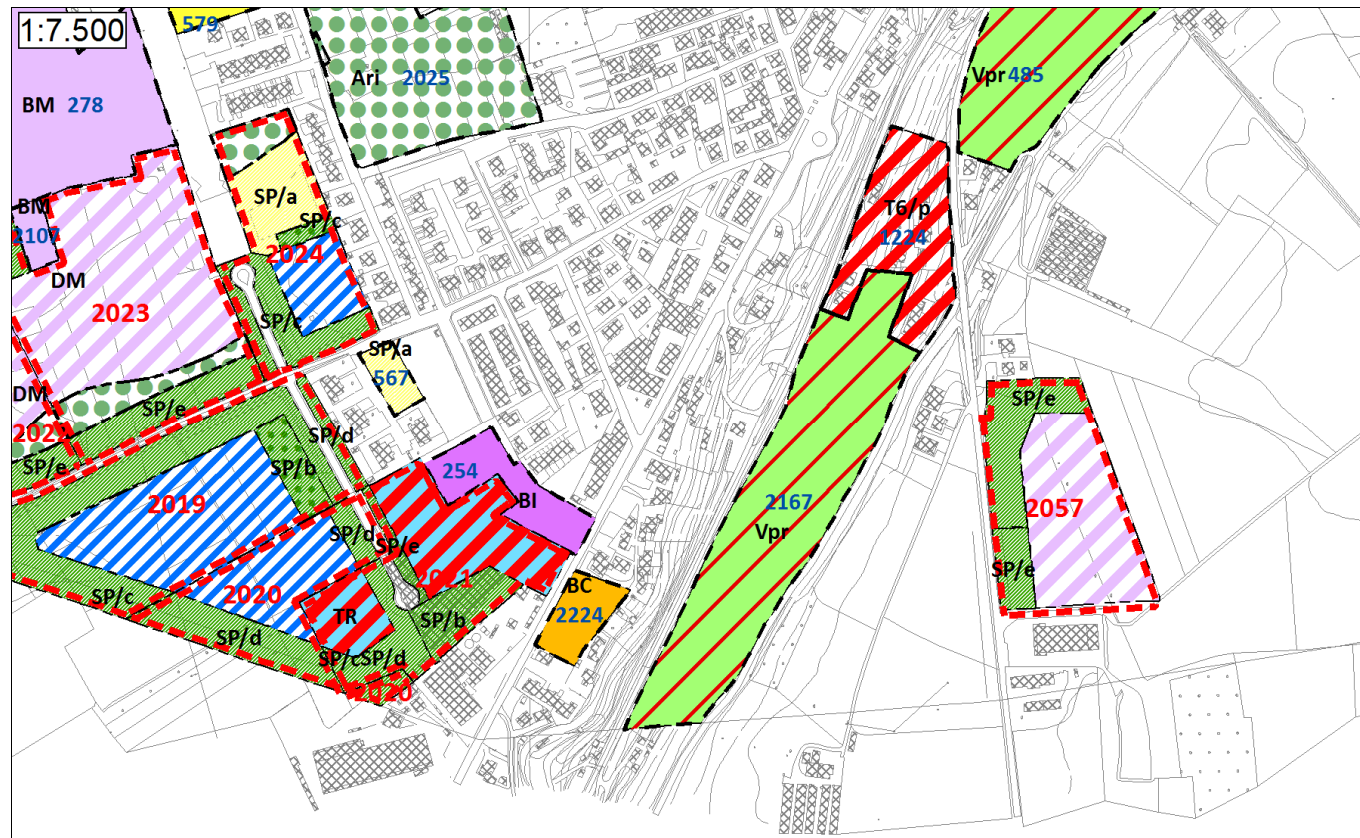 579
1:7.500
Ari 2025
Vpr 485
BM 278
SP/a
BM
SP/c
T6/p
2107
1224
2024
DM
2023
SP/c
SP/a
567
DM
SP/e
SP/e
SP/d
SP/e
SP/b
254
BI
2019
2167
2057
Vpr
SP/d
SP/e
SP/e
2021
BC
2224
2020
SP/c
TR
SP/b
SP/d
SP/c
SP/d
2020